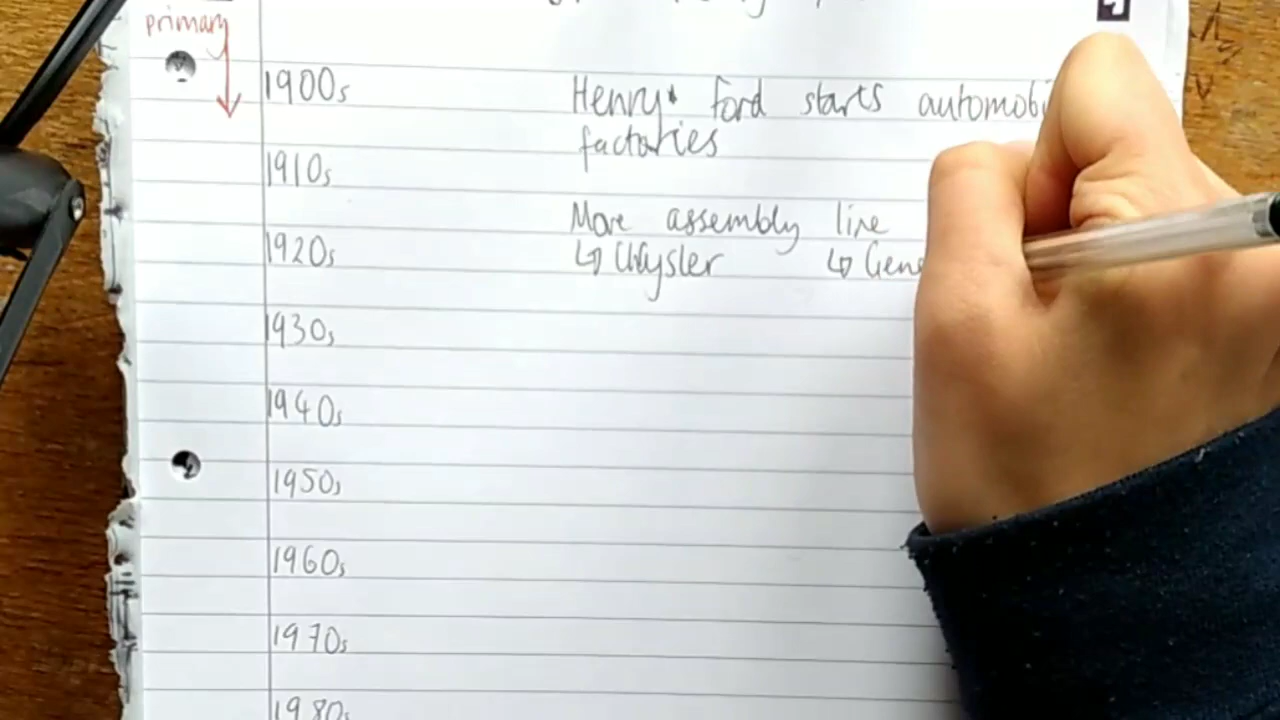 primary
1900s Henry Ford starts automobi
factories
1910s
More assembly line
1920s ↳ Chrysler ↳ Gene
1930s
1940s
1950s
1960s
1970s
1980s